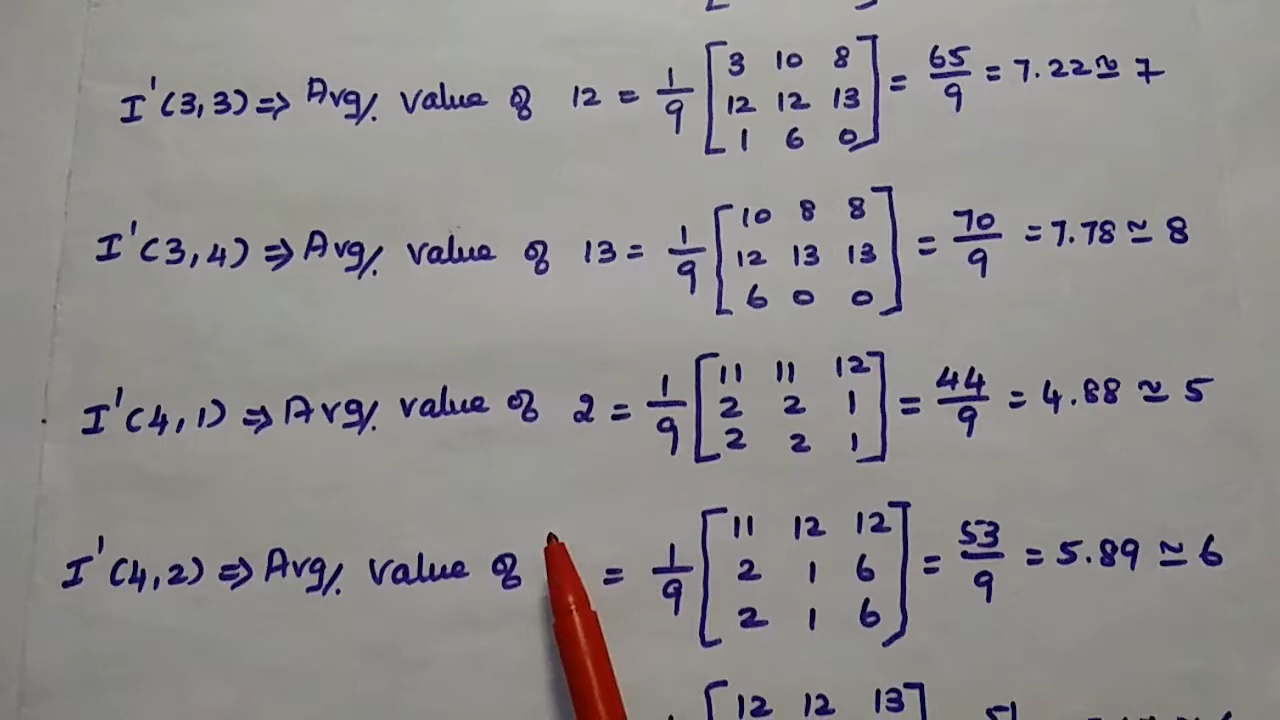 I'(3,3) ⇒ Avg/. value of 12 = 1/9 [3 10 8
12 12 13
1 6 0] = 65/9 = 7.22 ≃ 7
I'(3,4) ⇒ Avg/. value of 13 = 1/9 [10 8 8
12 13 13
6 0 0] = 70/9 = 7.78 ≃ 8
I'(4,1) ⇒ Avg/. value of 2 = 1/9 [11 11 12
2 2 1
2 2 1] = 44/9 = 4.88 ≃ 5
I'(4,2) ⇒ Avg/. value of = 1/9 [11 12 12
2 1 6
2 1 6] = 53/9 = 5.89 ≃ 6
[12 12 13]